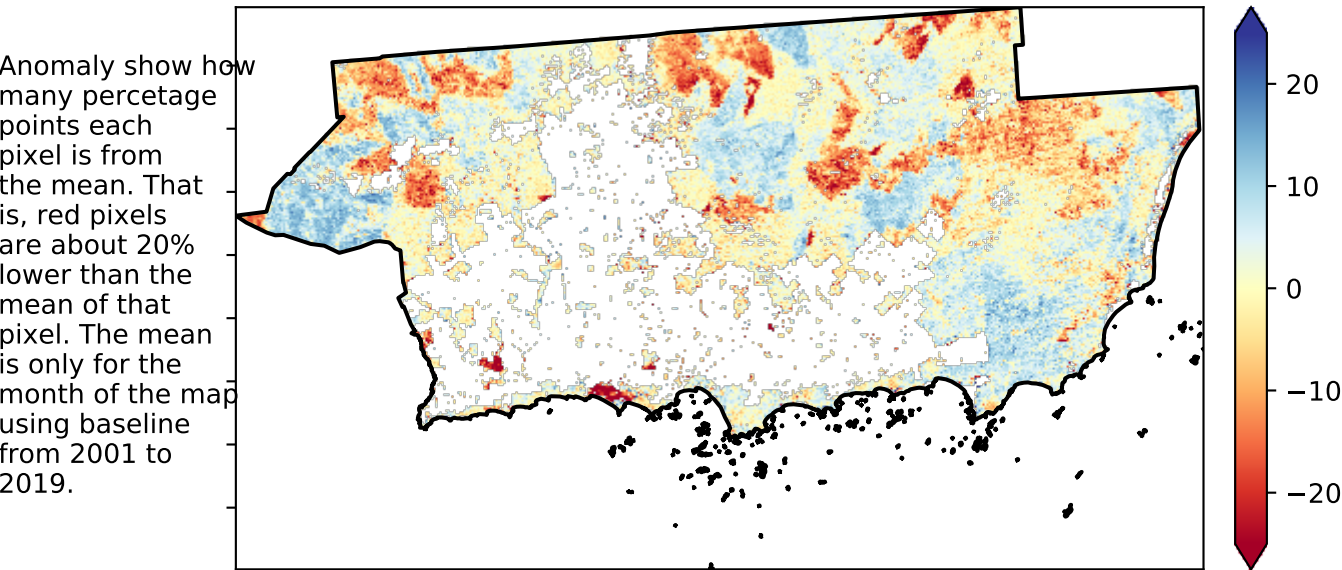 Anomaly show how
many percetage
points each
pixel is from
the mean. That
is, red pixels
are about 20%
lower than the
mean of that
pixel. The mean
is only for the
month of the map
using baseline
from 2001 to
2019.
20
10
0
−10
−20